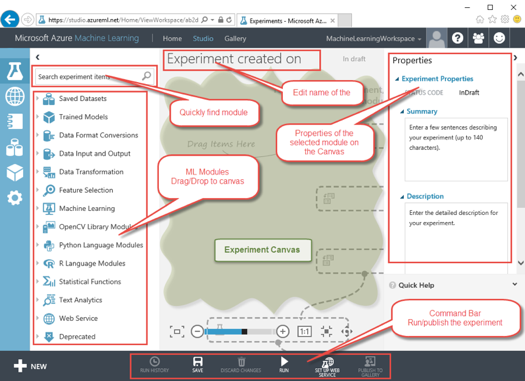 https://studio.azureml.net/Home/ViewWorkspace/ab2d
Experiments - Microsoft Az...
Microsoft Azure Machine Learning
Home
Studio
Gallery
MachineLearningWorkspace
Experiment created on
In draft
Search experiment items
Saved Datasets
Trained Models
Data Format Conversions
Data Input and Output
Data Transformation
Feature Selection
Machine Learning
OpenCV Library Modul
Python Language Modules
R Language Modules
Statistical Functions
Text Analytics
Web Service
Deprecated
Quickly find module
Edit name of the
Properties of the
selected module on
the Canvas
Drag Items Here
ML Modules
Drag/Drop to canvas
Experiment Canvas
1:1
Properties
Experiment Properties
STATUS CODE
InDraft
Summary
Enter a few sentences describing
your experiment (up to 140
characters).
Description
Enter the detailed description for
your experiment.
Quick Help
Command Bar
Run/publish the experiment
NEW
RUN HISTORY
SAVE
DISCARD CHANGES
RUN
SET UP WEB
SERVICE
PUBLISH TO
GALLERY